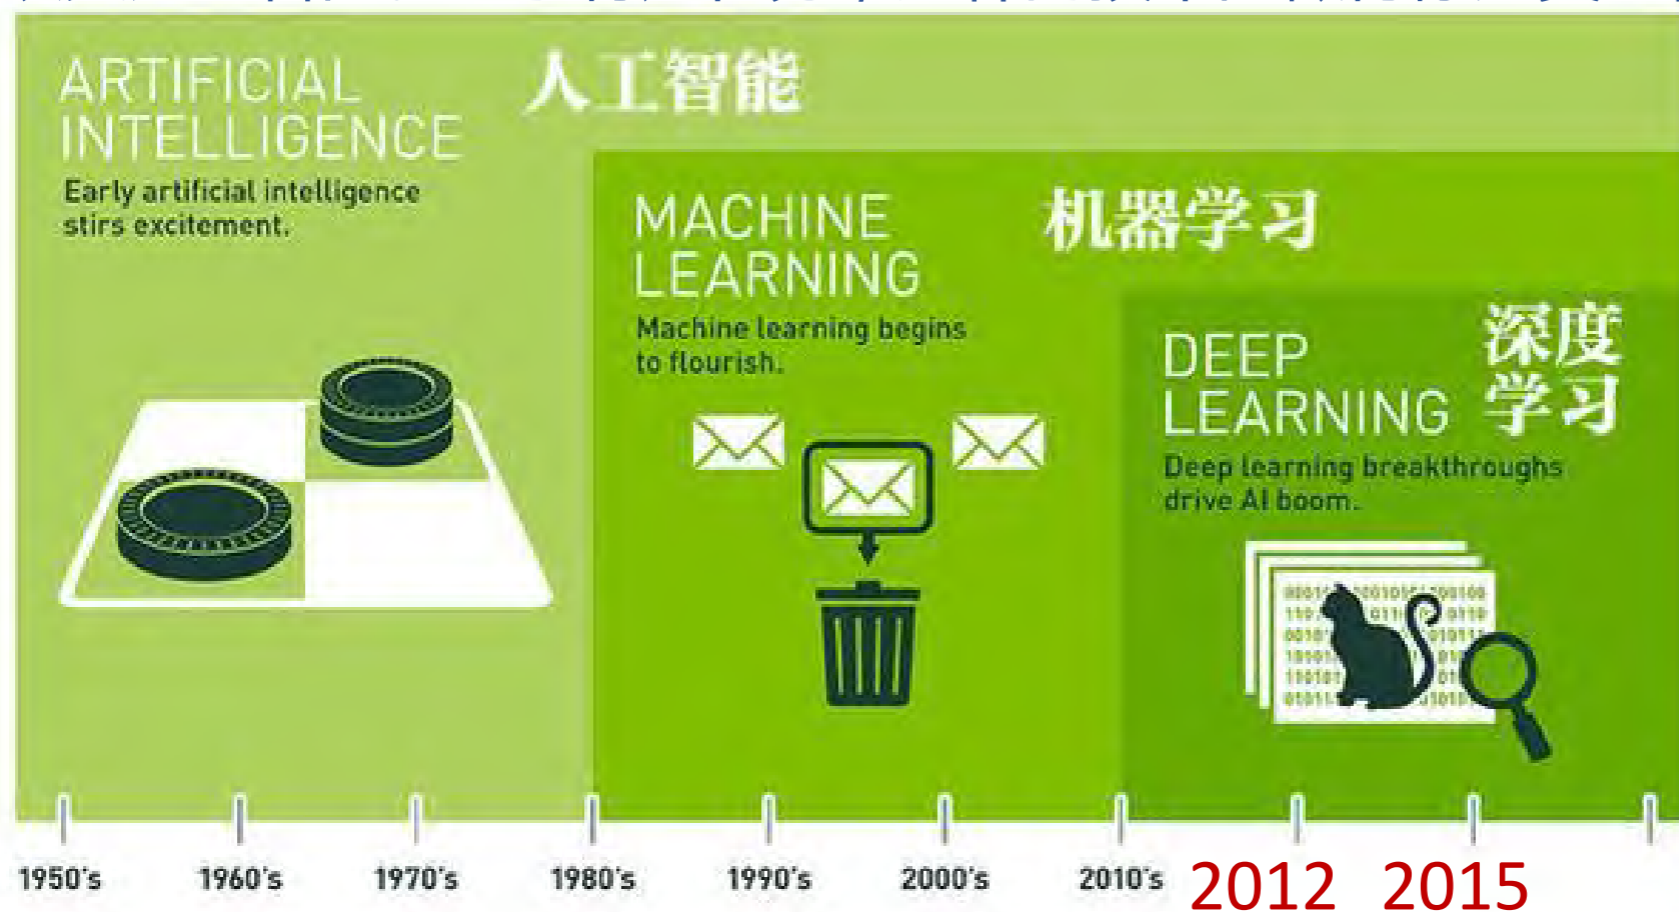 ARTIFICIAL
INTELLIGENCE
人工智能
Early artificial intelligence
stirs excitement.
MACHINE
LEARNING
机器学习
Machine learning begins
to flourish.
DEEP
LEARNING
深度
学习
Deep learning breakthroughs
drive AI boom.
1950's 1960's 1970's 1980's 1990's 2000's 2010's 2012 2015